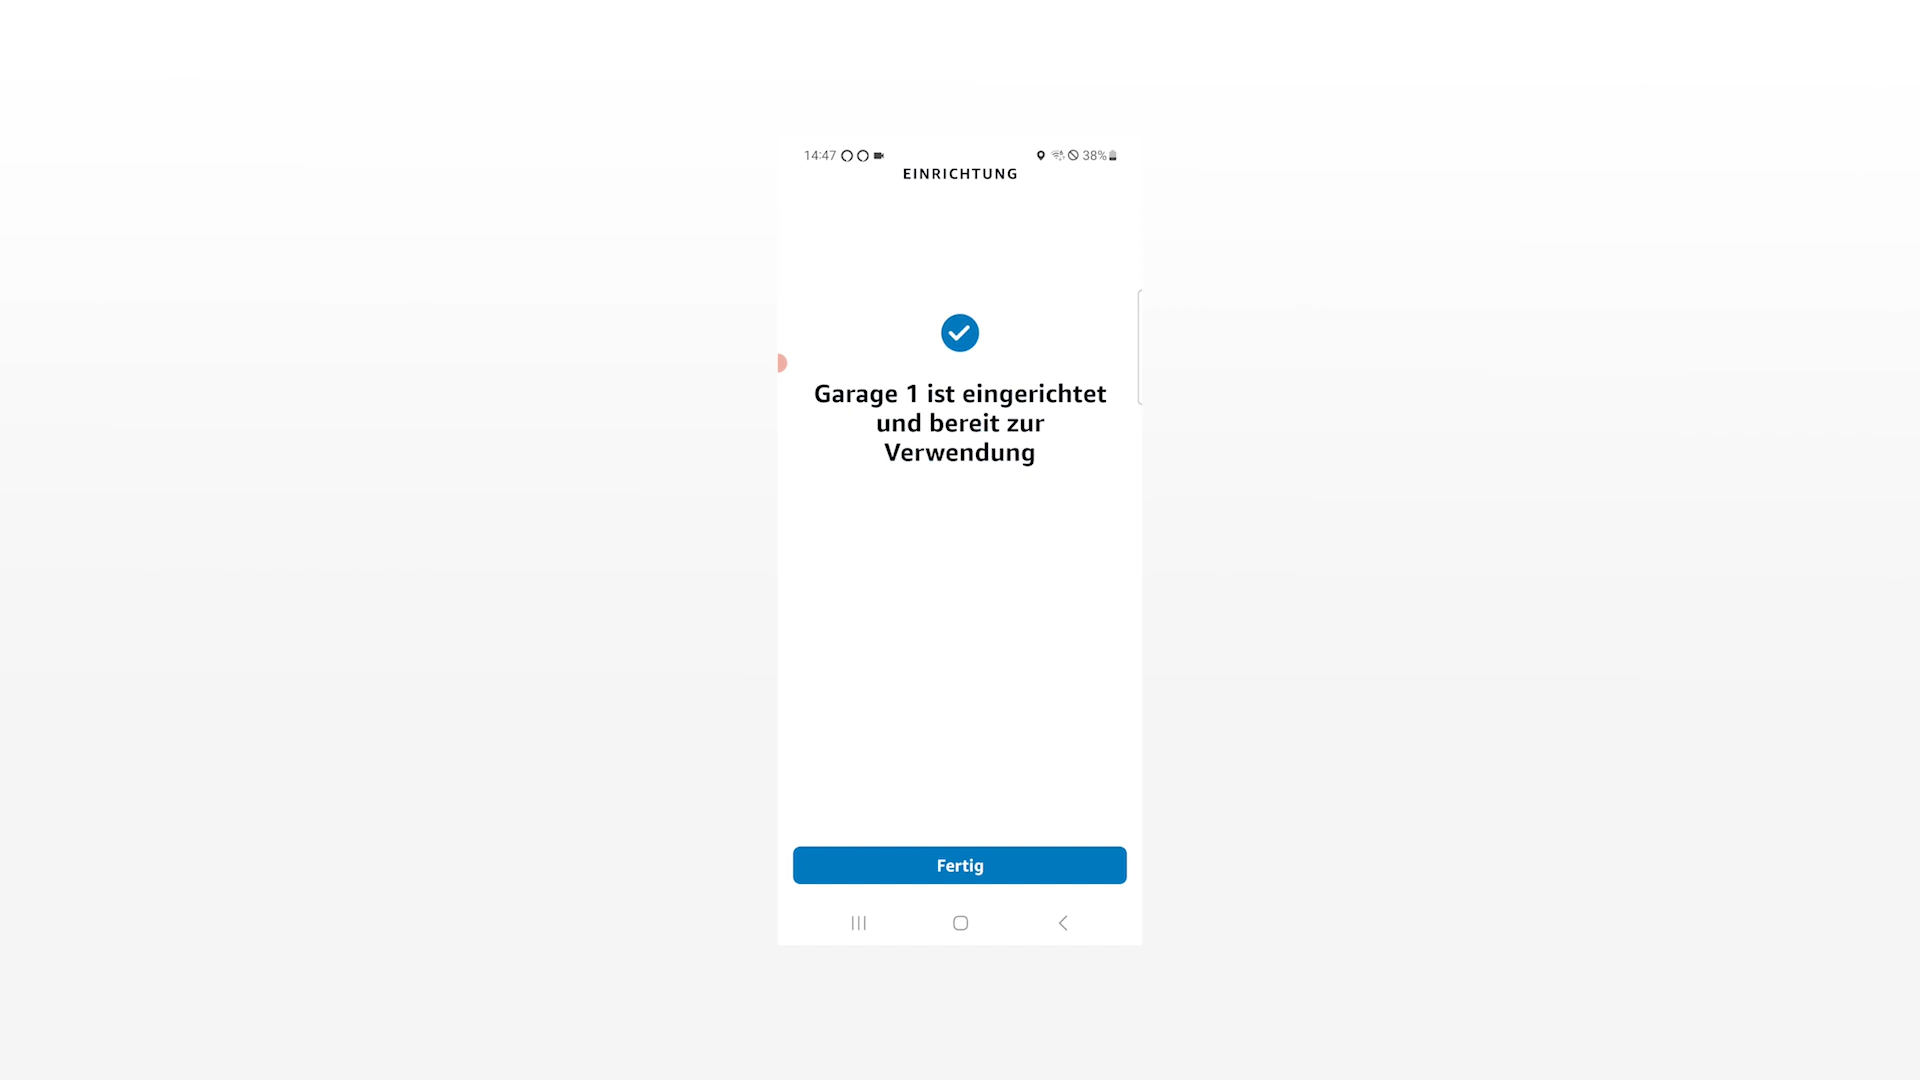 14:47
38%
EINRICHTUNG
Garage 1 ist eingerichtet
und bereit zur
Verwendung
Fertig